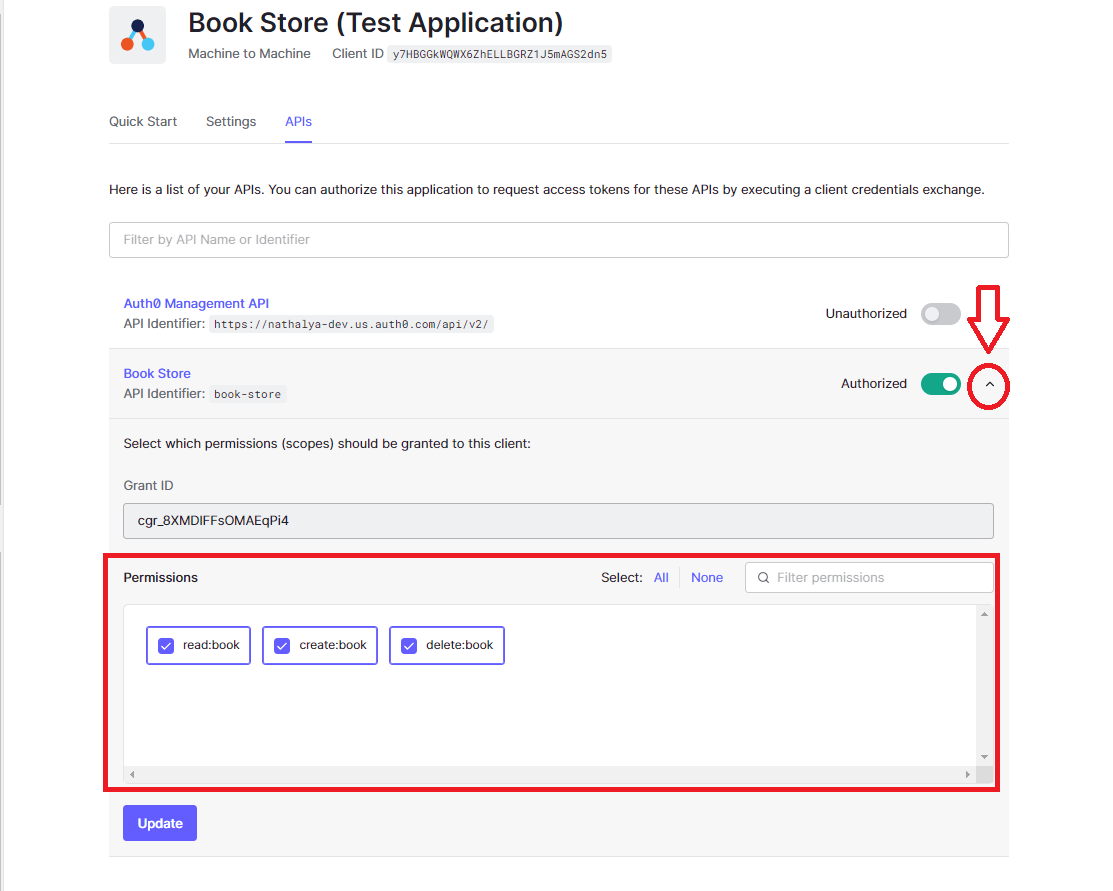 Book Store (Test Application)
Machine to Machine Client ID y7HBGGkWQWX6ZhELLBGRZ1J5mAGS2dn5
Quick Start Settings APIs
Here is a list of your APIs. You can authorize this application to request access tokens for these APIs by executing a client credentials exchange.
Filter by API Name or Identifier
Auth0 Management API
API Identifier: https://nathalya-dev.us.auth0.com/api/v2/
Unauthorized
Book Store
API Identifier: book-store
Authorized
Select which permissions (scopes) should be granted to this client:
Grant ID
cgr_8XMDIFFsOMAEqPi4
Permissions Select: All None Filter permissions
read:book create:book delete:book
Update